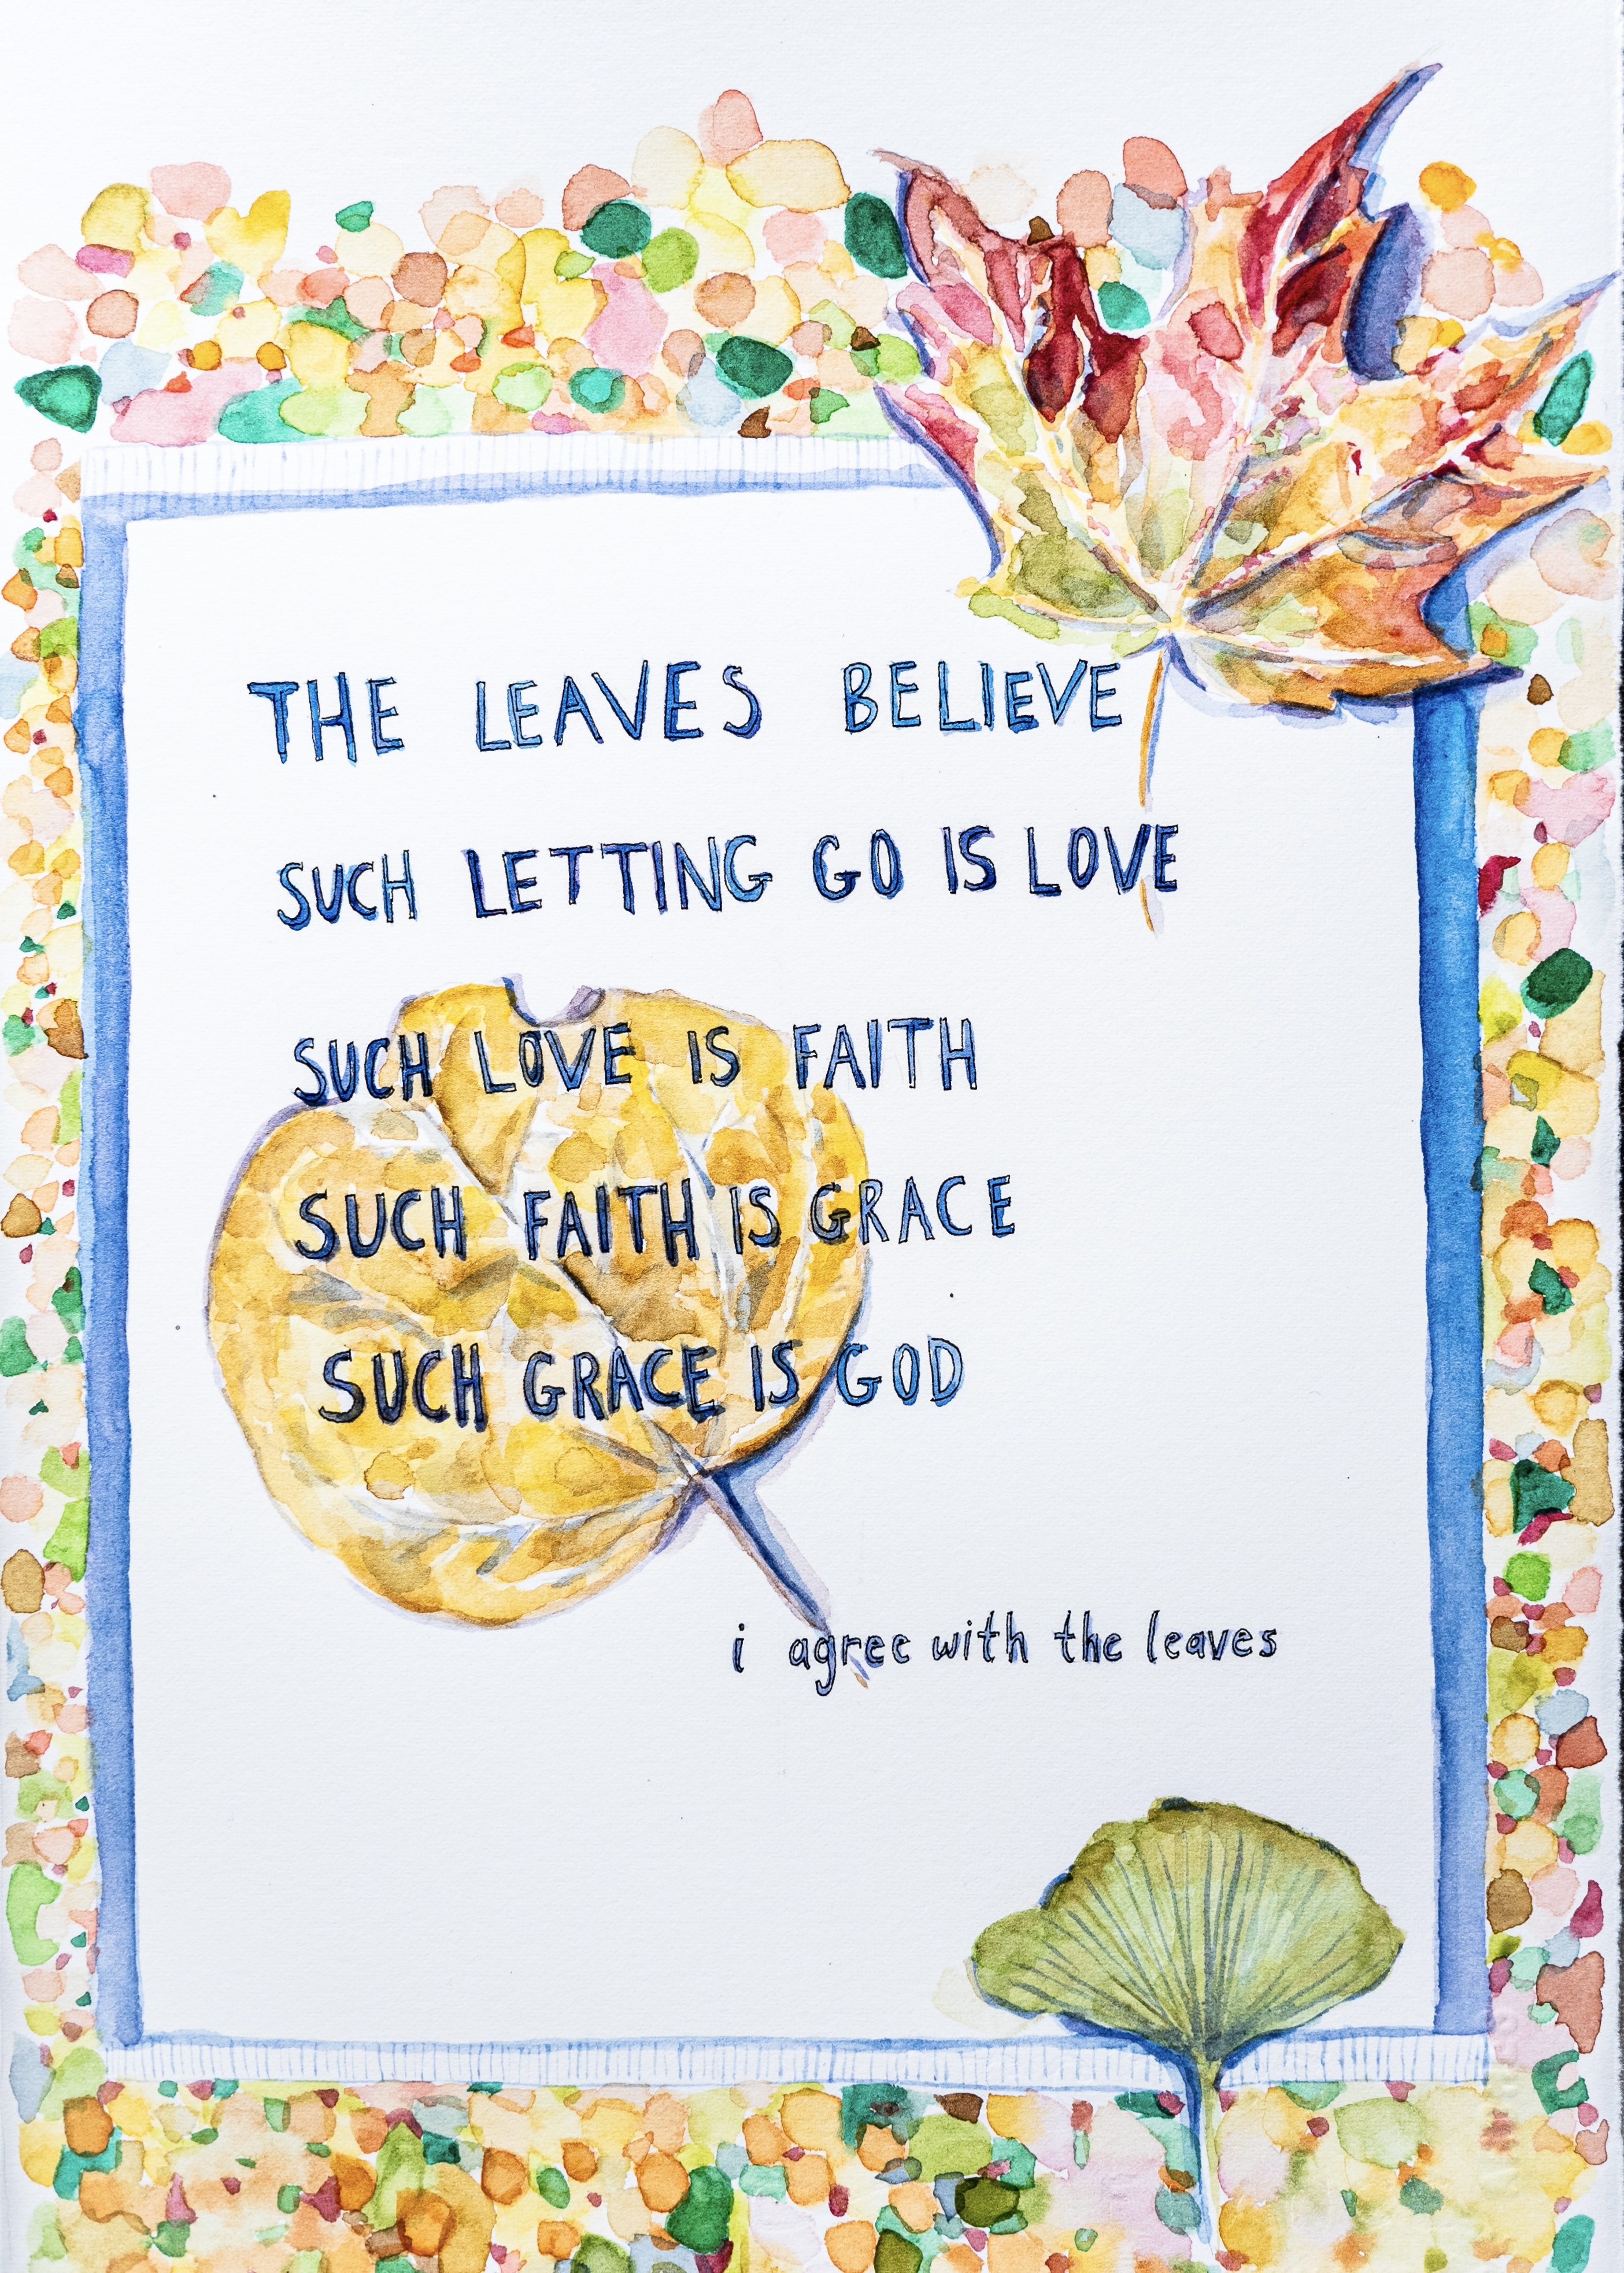 THE LEAVES BELIEVE
SUCH LETTING GO IS LOVE
SUCH LOVE IS FAITH
SUCH FAITH IS GRACE
SUCH GRACE IS GOD
i agree with the leaves